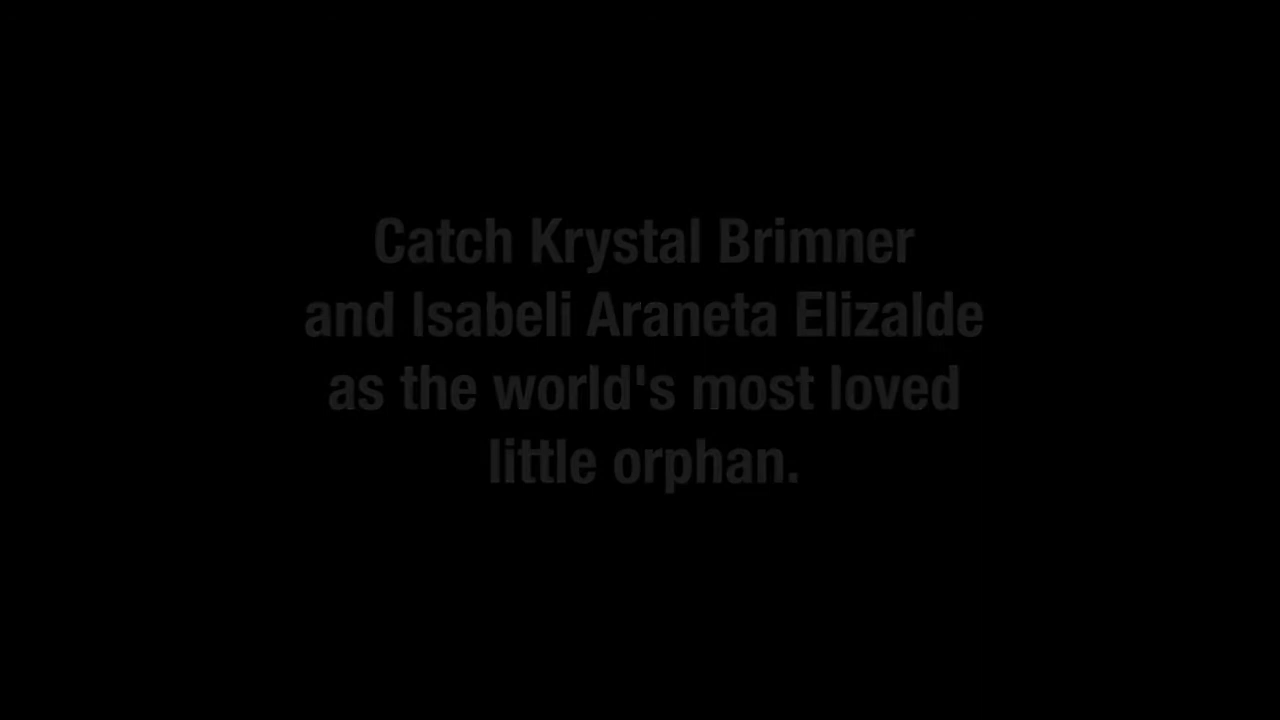 Catch Krystal Brimner
and Isabeli Araneta Elizalde
as the world's most loved
little orphan.